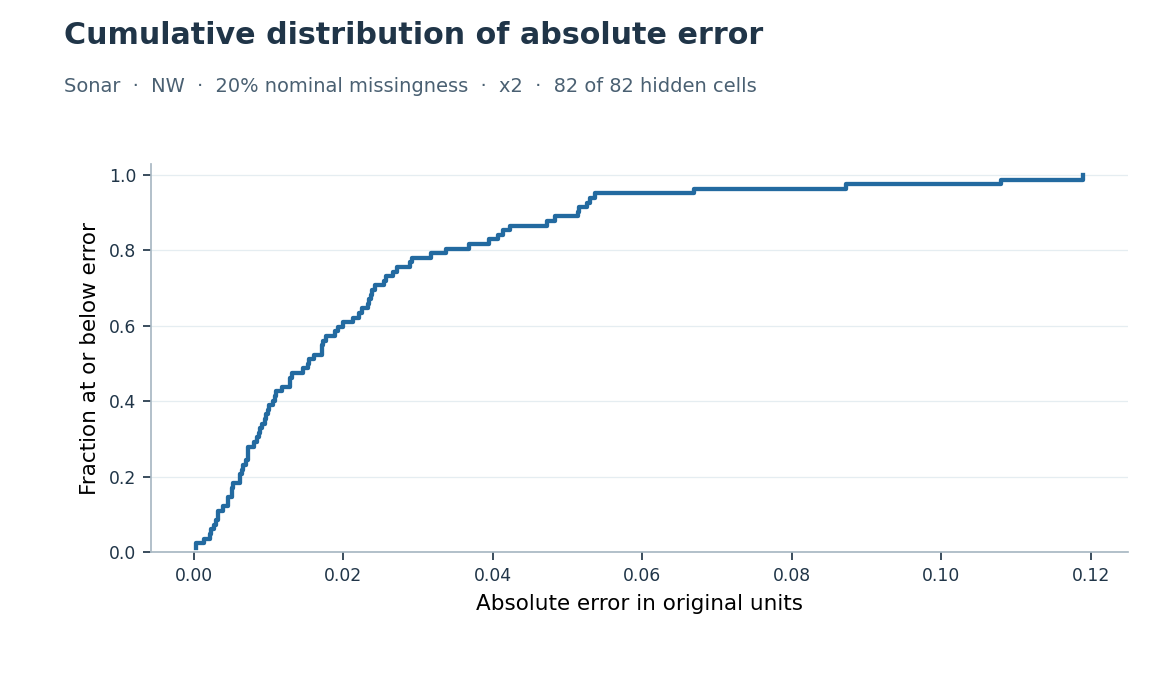 Cumulative distribution of absolute error
Sonar · NW · 20% nominal missingness · x2 · 82 of 82 hidden cells
1.0
0.8
0.6
0.4
0.2
0.0
Fraction at or below error
0.00 0.02 0.04 0.06 0.08 0.10 0.12
Absolute error in original units